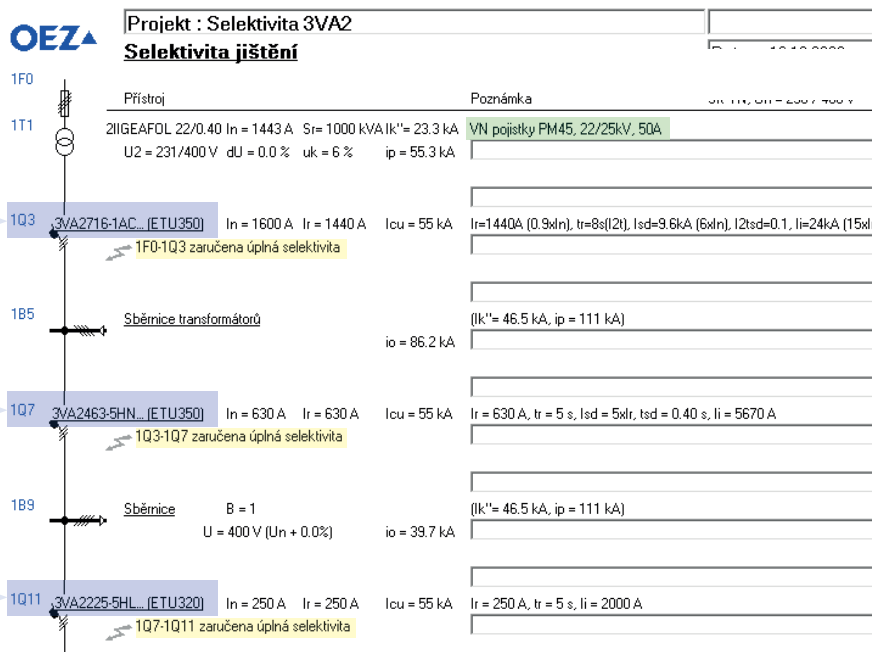 OEZ
Projekt : Selektivita 3VA2
Selektivita jištění
1F0
Přístroj Poznámka
1T1 2IIGEAFOL 22/0.40 In = 1443 A Sr= 1000 kVA Ik''= 23.3 kA VN pojistky PM45, 22/25kV, 50A
U2 = 231/400 V dU = 0.0 % uk = 6 % ip = 55.3 kA
1Q3 3VA2716-1AC... (ETU350) In = 1600 A Ir = 1440 A Icu = 55 kA Ir=1440A (0.9xIn), tr=8s(I2t), Isd=9.6kA (6xIn), I2tsd=0.1, Ii=24kA (15xI
1F0-1Q3 zaručena úplná selektivita
1B5 Sběrnice transformátorů (Ik''= 46.5 kA, ip = 111 kA)
io = 86.2 kA
1Q7 3VA2463-5HN... (ETU350) In = 630 A Ir = 630 A Icu = 55 kA Ir = 630 A, tr = 5 s, Isd = 5xIr, tsd = 0.40 s, Ii = 5670 A
1Q3-1Q7 zaručena úplná selektivita
1B9 Sběrnice B = 1 (Ik''= 46.5 kA, ip = 111 kA)
U = 400 V (Un + 0.0%) io = 39.7 kA
1Q11 3VA2225-5HL... (ETU320) In = 250 A Ir = 250 A Icu = 55 kA Ir = 250 A, tr = 5 s, Ii = 2000 A
1Q7-1Q11 zaručena úplná selektivita